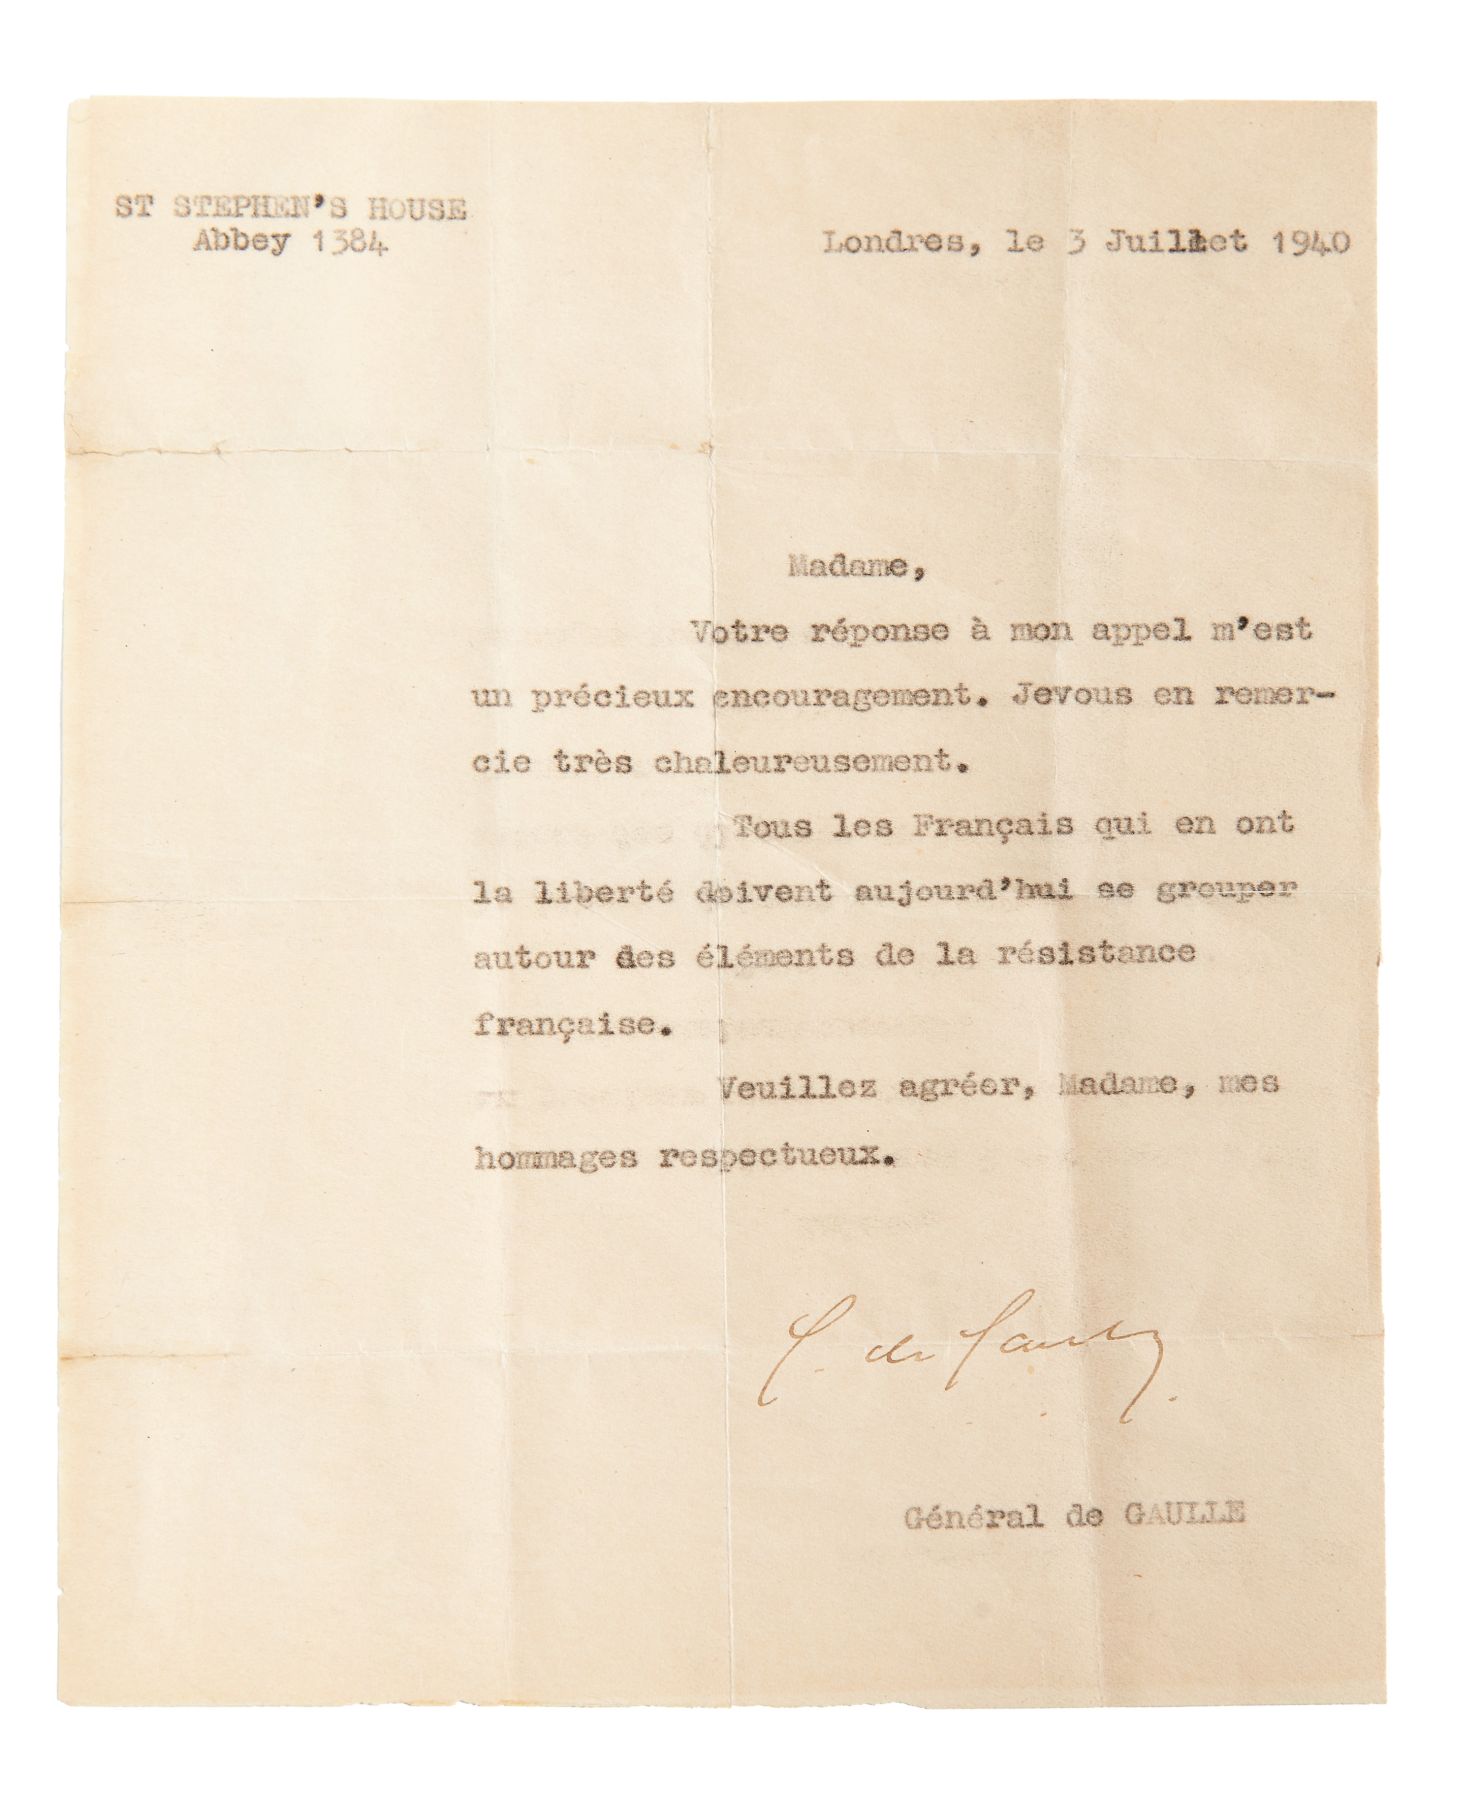 ST STEPHEN'S HOUSE
Abbey 1384
Londres, le 3 Juillet 1940
Madame,
Votre réponse à mon appel m'est
un précieux encouragement. Jevous en remer-
cie très chaleureusement.
Tous les Français qui en ont
la liberté doivent aujourd'hui se grouper
autour des éléments de la résistance
française.
Veuillez agréer, Madame, mes
hommages respectueux.
C. de Gaulle.
Général de GAULLE